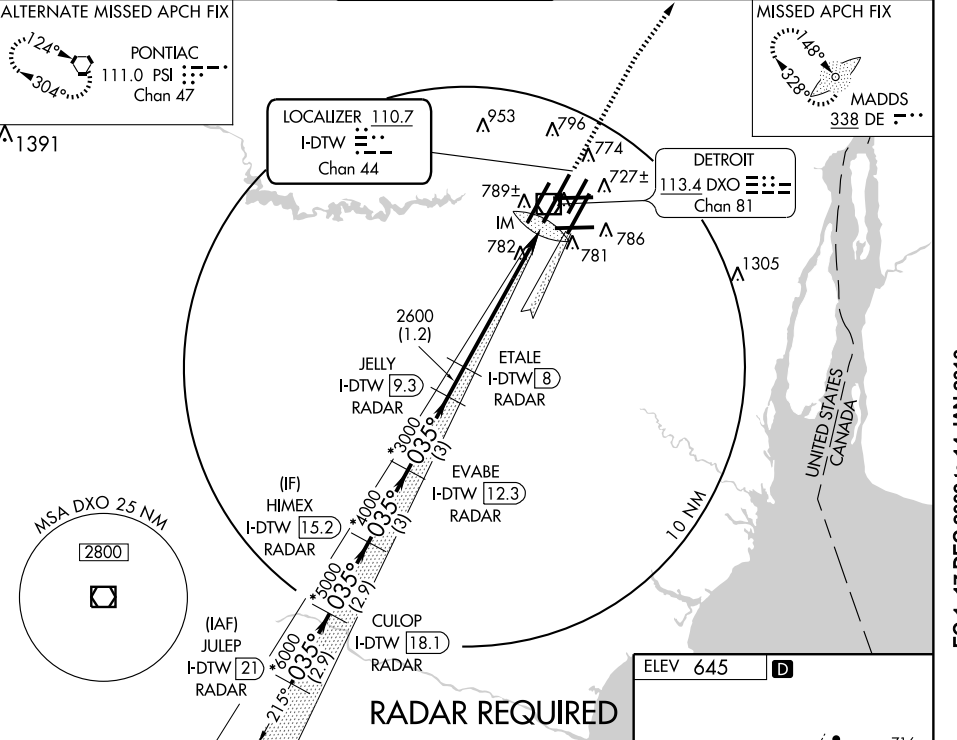 ALTERNATE MISSED APCH FIX
124°
304°
PONTIAC
111.0 PSI
Chan 47
1391
LOCALIZER 110.7
I-DTW
Chan 44
953
796
774
727±
789±
IM
782
781
786
DETROIT
113.4 DXO
Chan 81
MISSED APCH FIX
148°
328°
MADDS
338 DE
1305
2600
(1.2)
JELLY
I-DTW 9.3
RADAR
ETALE
I-DTW 8
RADAR
*3000
035°
(3)
EVABE
I-DTW 12.3
RADAR
(IF)
HIMEX
I-DTW 15.2
RADAR
*4000
035°
(3)
10 NM
UNITED STATES
CANADA
MSA DXO 25 NM
2800
*5000
035°
(2.9)
CULOP
I-DTW 18.1
RADAR
(IAF)
JULEP
I-DTW 21
RADAR
*6000
035°
(2.9)
215°
RADAR REQUIRED
ELEV 645
D